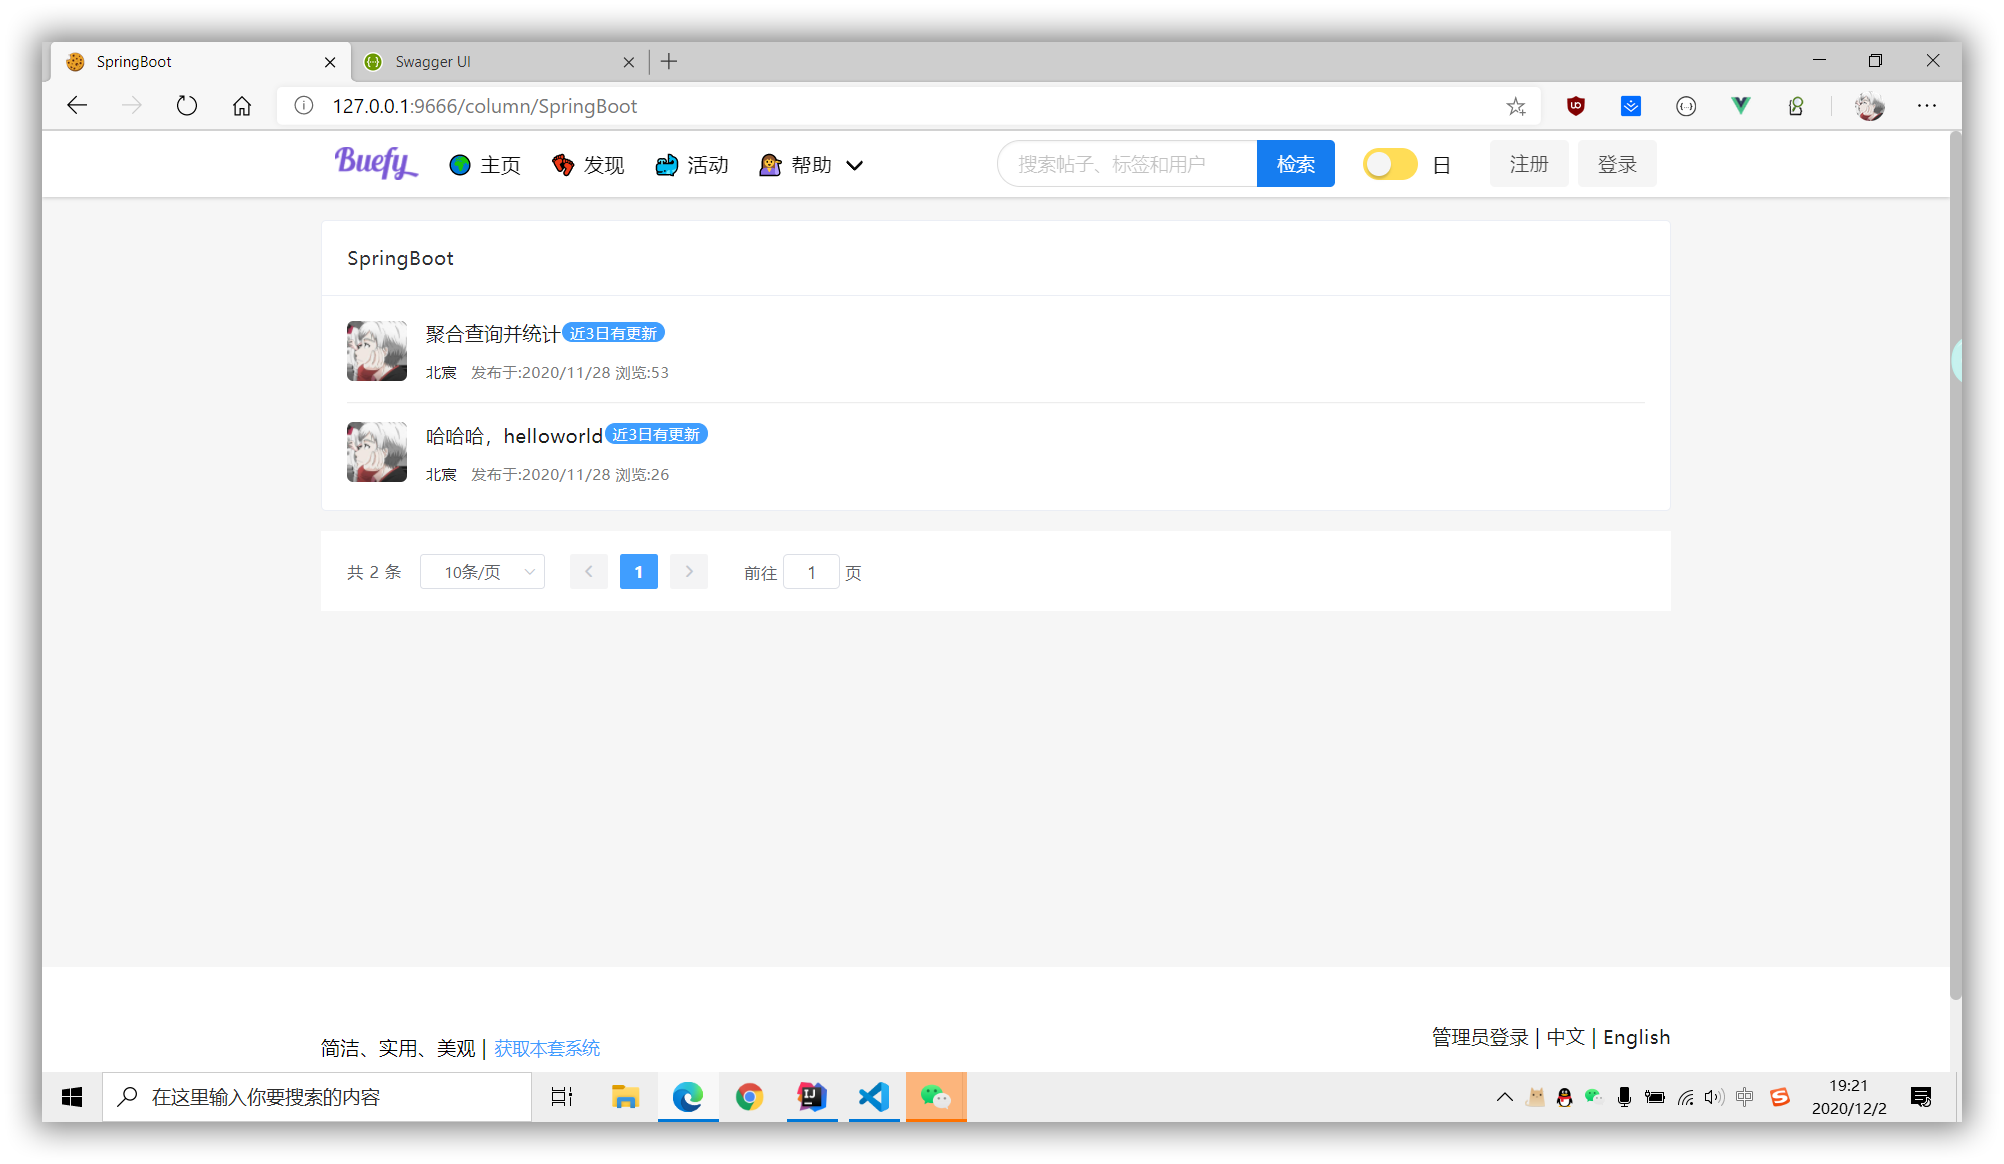 SpringBoot
Swagger UI
127.0.0.1:9666/column/SpringBoot
Buefy
主页
发现
活动
帮助
搜索帖子、标签和用户
检索
日
注册
登录
SpringBoot
聚合查询并统计 近3日有更新
北宸 发布于:2020/11/28 浏览:53
哈哈哈，helloworld 近3日有更新
北宸 发布于:2020/11/28 浏览:26
共 2 条 10条/页 1 前往 1 页
管理员登录 | 中文 | English
简洁、实用、美观 | 获取本套系统
在这里输入你要搜索的内容
中
19:21
2020/12/2